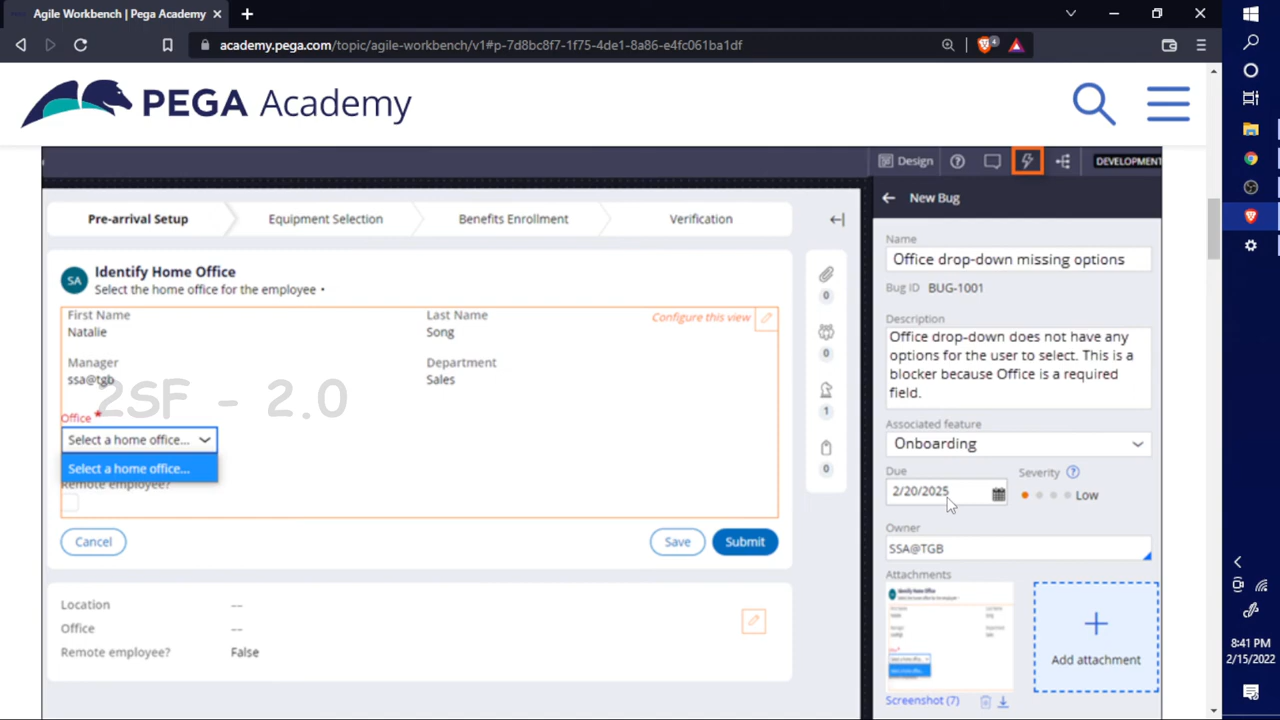 Agile Workbench | Pega Academy
academy.pega.com/topic/agile-workbench/v1#p-7d8bc8f7-1f75-4de1-8a86-e4fc061ba1df
4
PEGA Academy
Design
DEVELOPMENT
Pre-arrival Setup
Equipment Selection
Benefits Enrollment
Verification
New Bug
SA
Identify Home Office
Select the home office for the employee •
Name
Office drop-down missing options
Bug ID BUG-1001
First Name
Natalie
Last Name
Song
Configure this view
Manager
ssa@tgb
Department
Sales
2SF - 2.0
Office *
Select a home office...
Select a home office...
Remote employee?
0
0
1
0
Description
Office drop-down does not have any
options for the user to select. This is a
blocker because Office is a required
field.
Associated feature
Onboarding
Due
2/20/2025
Severity ?
Low
Owner
SSA@TGB
Cancel
Save
Submit
Attachments
Add attachment
Screenshot (7)
Location --
Office --
Remote employee? False
8:41 PM
2/15/2022